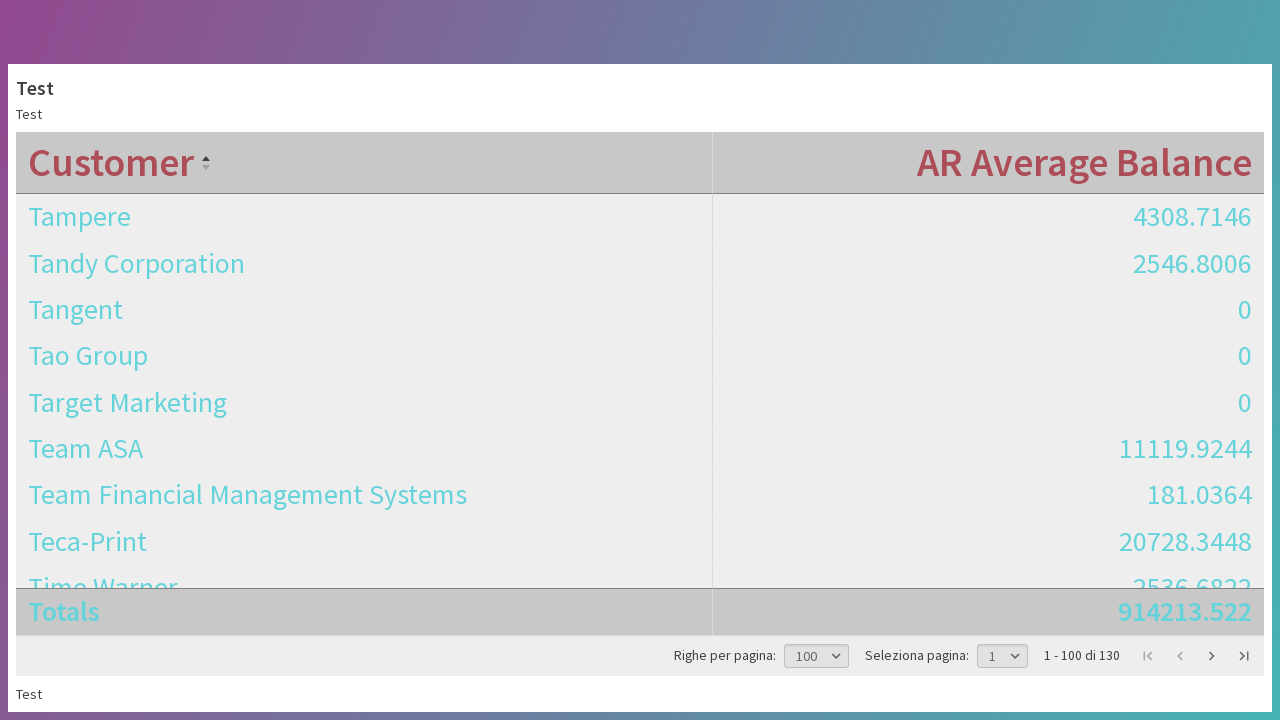 Test
Test
Customer AR Average Balance
Tampere 4308.7146
Tandy Corporation 2546.8006
Tangent 0
Tao Group 0
Target Marketing 0
Team ASA 11119.9244
Team Financial Management Systems 181.0364
Teca-Print 20728.3448
Time Warner 2536.6822
Totals 914213.522
Righe per pagina: 100 Seleziona pagina: 1 1 - 100 di 130
Test